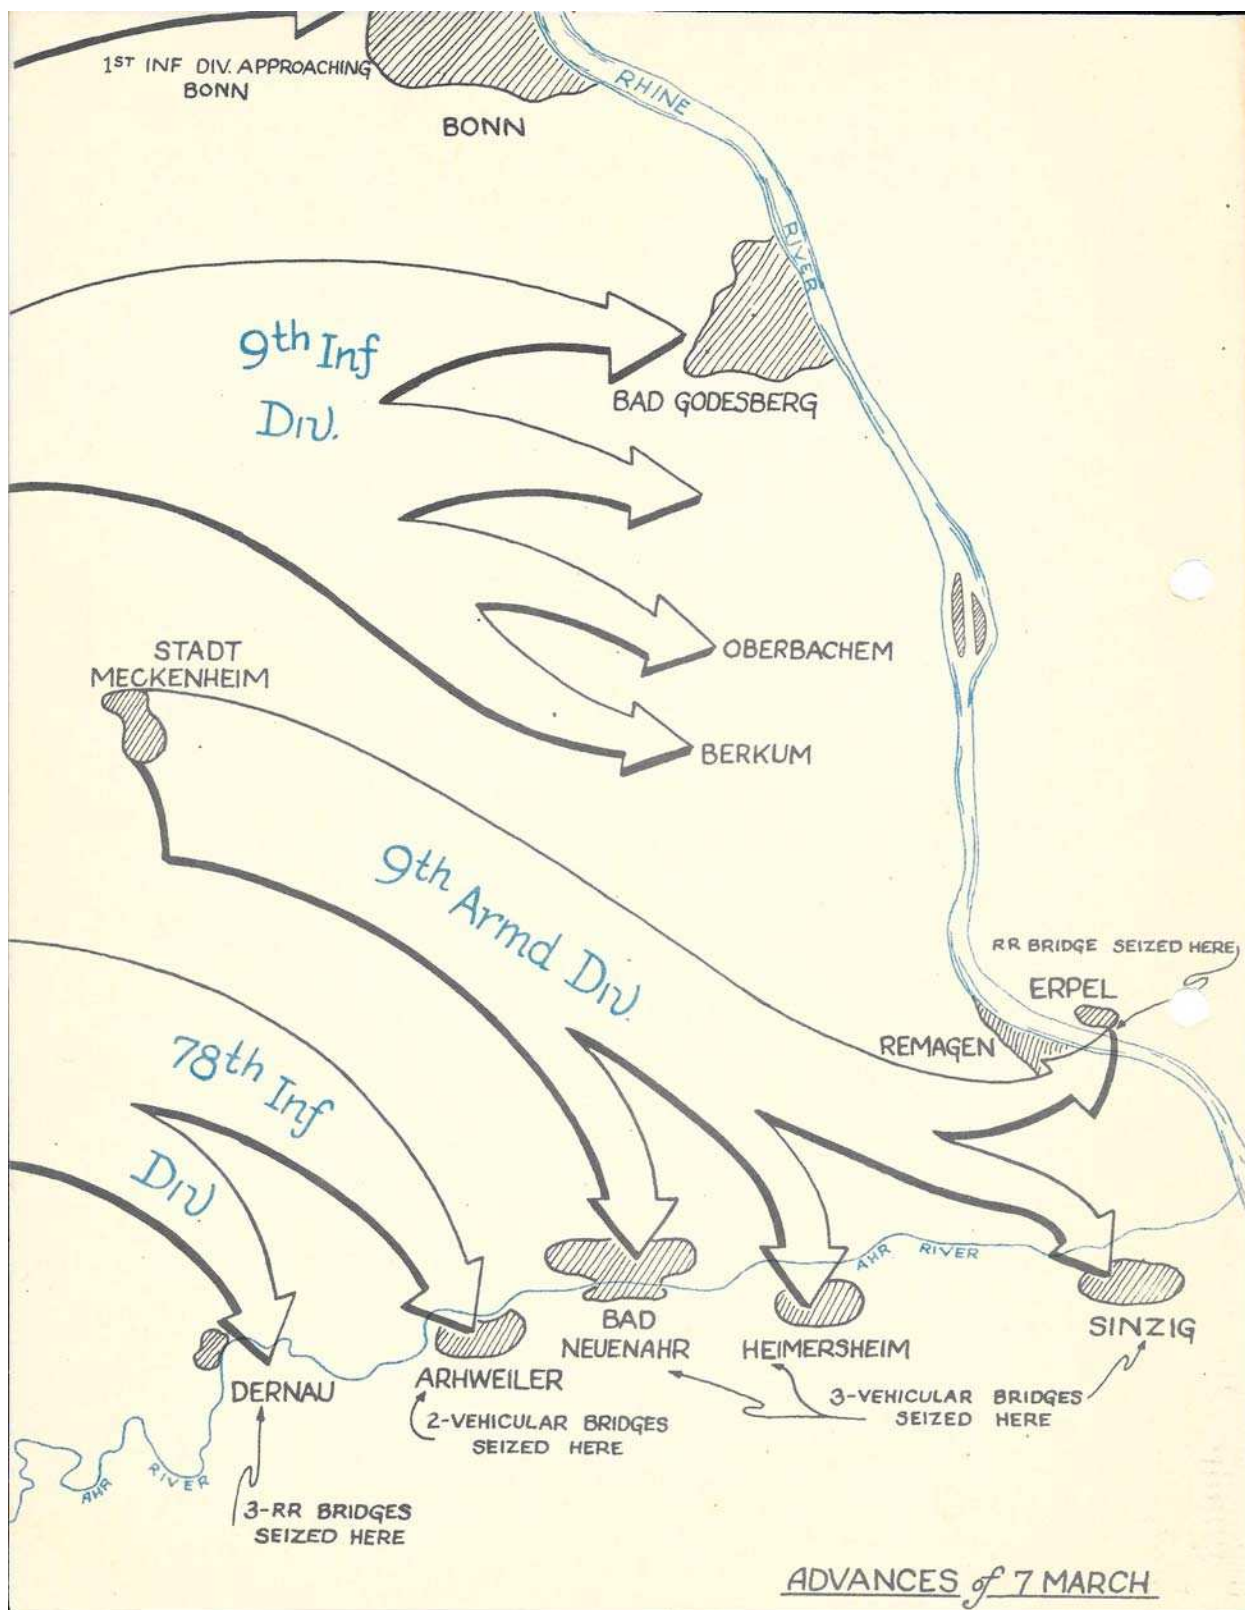 1ST INF DIV. APPROACHING
BONN
BONN
RHINE
RIVER
9th Inf
Div.
BAD GODESBERG
OBERBACHEM
BERKUM
STADT
MECKENHEIM
9th Armd Div.
RR BRIDGE SEIZED HERE
ERPEL
REMAGEN
78th Inf
Div
AHR RIVER
SINZIG
BAD
NEUENAHR
HEIMERSHEIM
ARHWEILER
DERNAU
3-VEHICULAR BRIDGES
SEIZED HERE
2-VEHICULAR BRIDGES
SEIZED HERE
AHR RIVER
3-RR BRIDGES
SEIZED HERE
ADVANCES of 7 MARCH